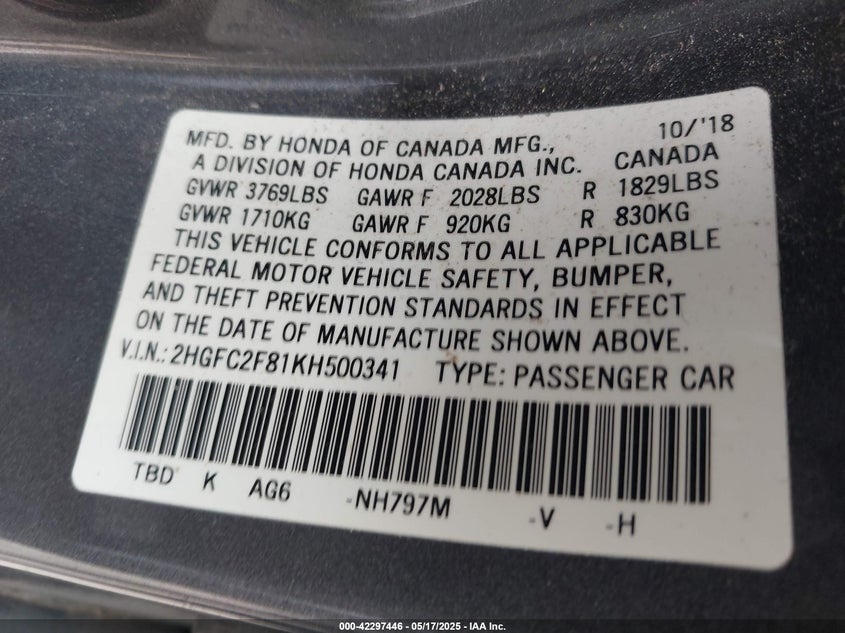 MFD. BY HONDA OF CANADA MFG., 10/'18
A DIVISION OF HONDA CANADA INC. CANADA
GVWR 3769LBS GAWR F 2028LBS R 1829LBS
GVWR 1710KG GAWR F 920KG R 830KG
THIS VEHICLE CONFORMS TO ALL APPLICABLE
FEDERAL MOTOR VEHICLE SAFETY, BUMPER,
AND THEFT PREVENTION STANDARDS IN EFFECT
ON THE DATE OF MANUFACTURE SHOWN ABOVE.
V.I.N.: 2HGFC2F81KH500341 TYPE: PASSENGER CAR
TBD K AG6 -NH797M -V -H
000-42297446 - 05/17/2025 - IAA Inc.